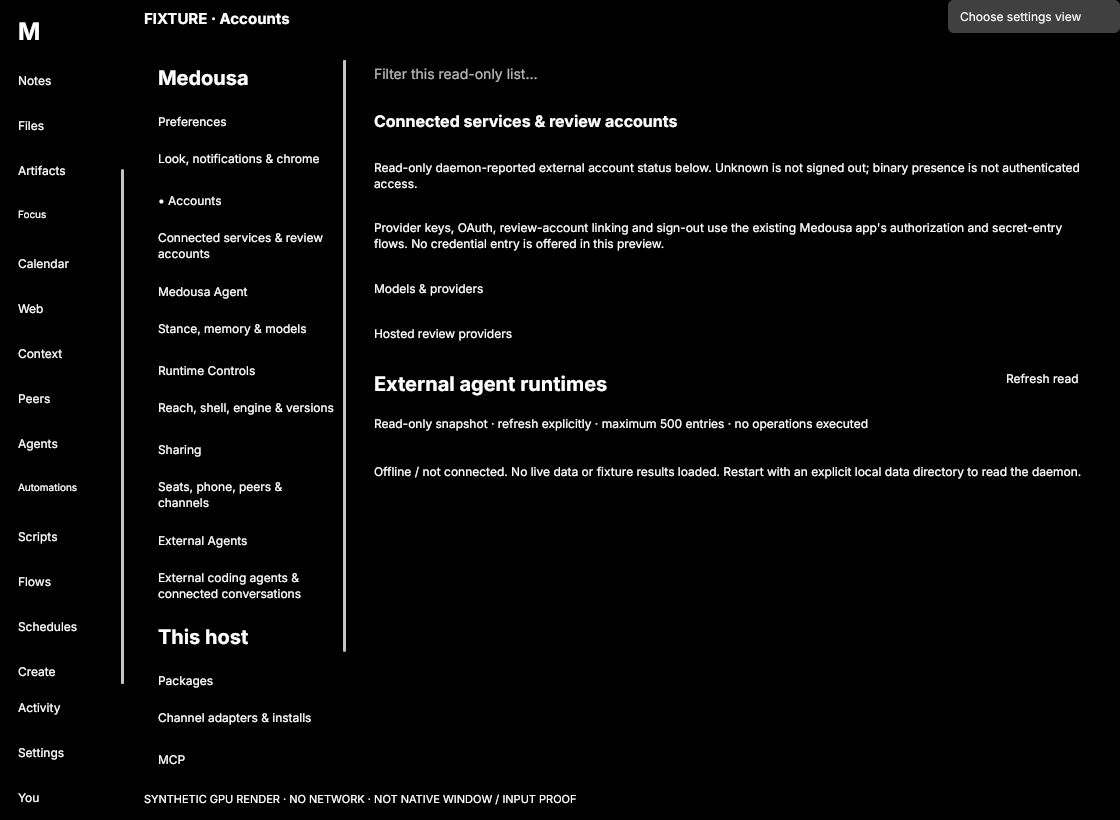 M
Notes
Files
Artifacts
Focus
Calendar
Web
Context
Peers
Agents
Automations
Scripts
Flows
Schedules
Create
Activity
Settings
You
FIXTURE · Accounts
Choose settings view
Medousa
Preferences
Look, notifications & chrome
• Accounts
Connected services & review
accounts
Medousa Agent
Stance, memory & models
Runtime Controls
Reach, shell, engine & versions
Sharing
Seats, phone, peers &
channels
External Agents
External coding agents &
connected conversations
This host
Packages
Channel adapters & installs
MCP
Filter this read-only list...
Connected services & review accounts
Read-only daemon-reported external account status below. Unknown is not signed out; binary presence is not authenticated
access.
Provider keys, OAuth, review-account linking and sign-out use the existing Medousa app's authorization and secret-entry
flows. No credential entry is offered in this preview.
Models & providers
Hosted review providers
External agent runtimes
Refresh read
Read-only snapshot · refresh explicitly · maximum 500 entries · no operations executed
Offline / not connected. No live data or fixture results loaded. Restart with an explicit local data directory to read the daemon.
SYNTHETIC GPU RENDER · NO NETWORK · NOT NATIVE WINDOW / INPUT PROOF